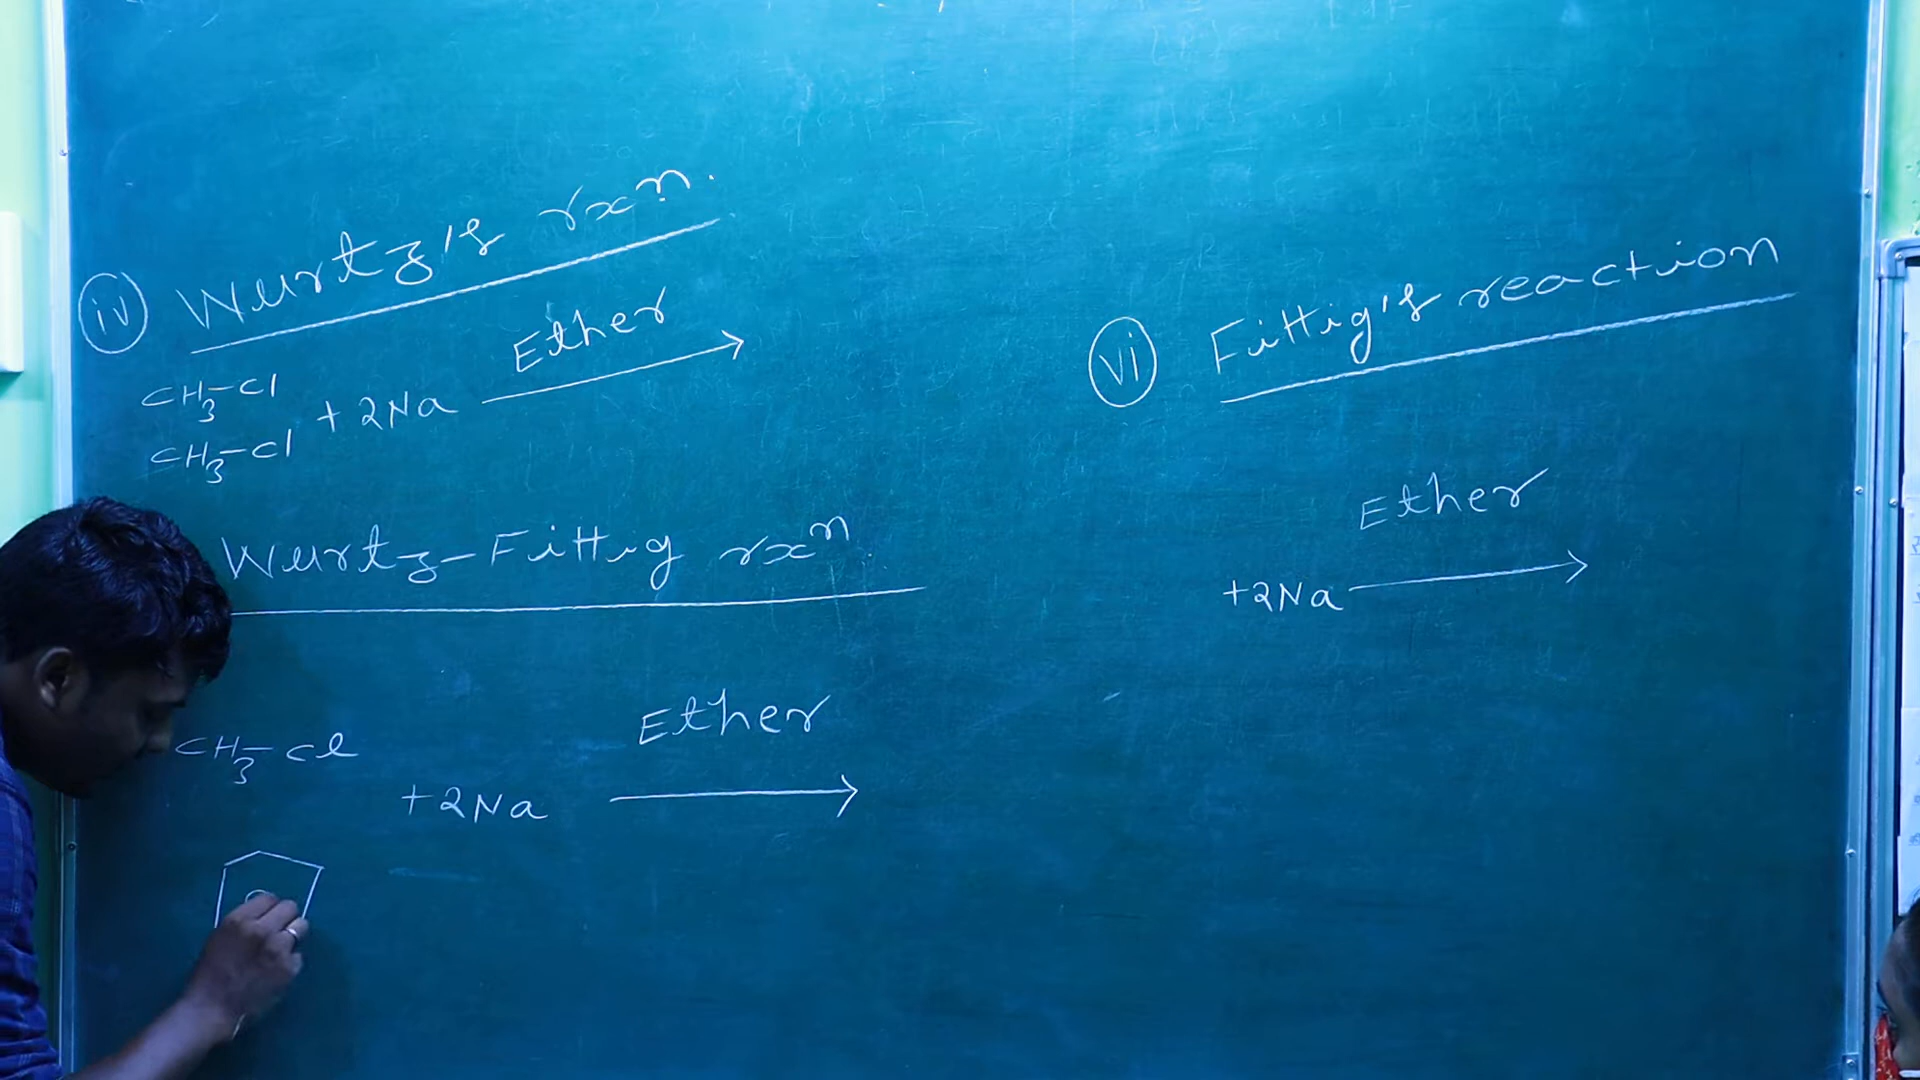 iv Wurtz's rxn.
Ether
CH3-Cl
+ 2Na
CH3-Cl
Wurtz-Fittig rxn.
Ether
CH3-Cl
+2Na
vi Fittig's reaction
Ether
+2Na